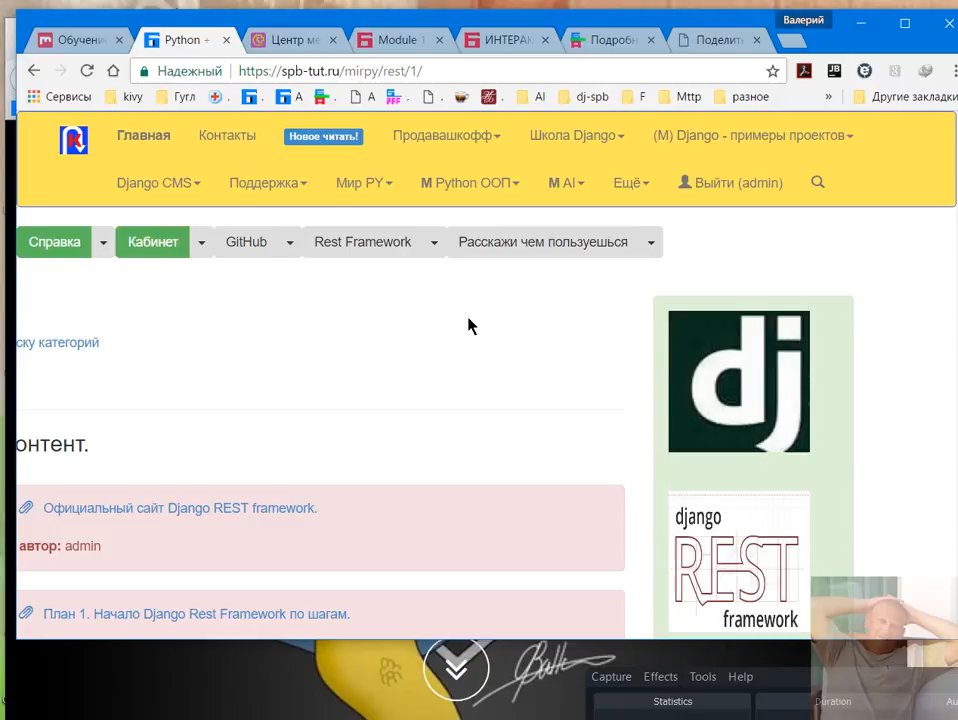 Валерий
Обучени
Python +
Центр ме
Module 1
ИНТЕРАК
Подробн
Поделить
Надежный
https://spb-tut.ru/mirpy/rest/1/
Сервисы
kivy
Гугл
.
.
A
.
A
.
AI
dj-spb
F
Mttp
разное
»
Другие закладки
Главная
Контакты
Новое читать!
Продавашкофф
Школа Django
(М) Django - примеры проектов
Django CMS
Поддержка
Мир PY
М Python ООП
М AI
Ещё
Выйти (admin)
Справка
Кабинет
GitHub
Rest Framework
Расскажи чем пользуешься
ску категорий
dj
онтент.
Официальный сайт Django REST framework.
автор: admin
django
REST
framework
План 1. Начало Django Rest Framework по шагам.
Capture
Effects
Tools
Help
Statistics
Duration
Au